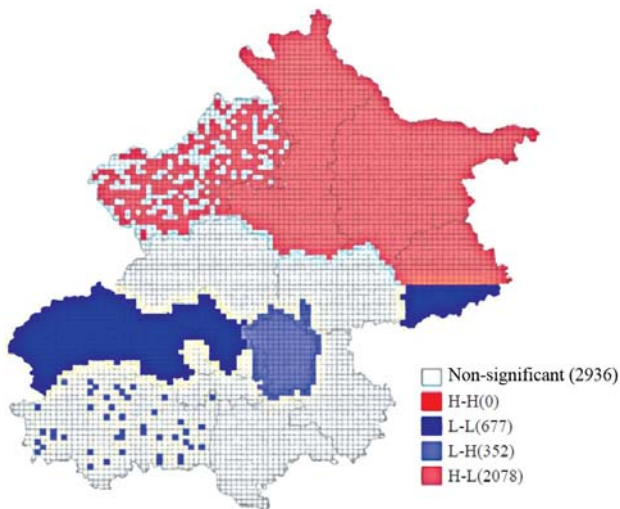 Non-significant (2936)
H-H(0)
L-L(677)
L-H(352)
H-L(2078)